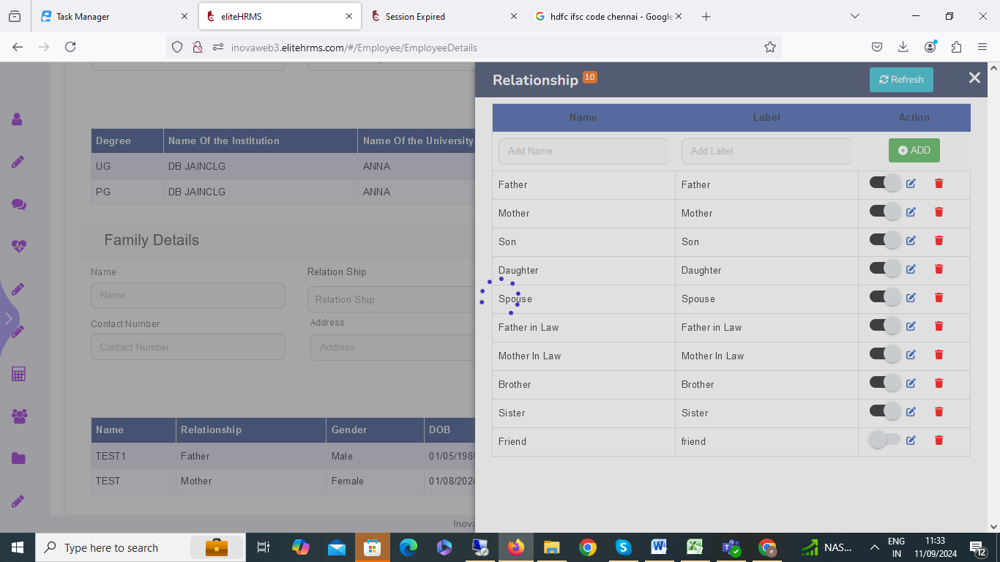 Task Manager
eliteHRMS
Session Expired
hdfc ifsc code chennai - Google
inovaweb3.elitehrms.com/#/Employee/EmployeeDetails
Relationship 10
Refresh
Name Label Action
Add Name Add Label ADD
Father Father
Mother Mother
Son Son
Daughter Daughter
Spouse Spouse
Father in Law Father in Law
Mother In Law Mother In Law
Brother Brother
Sister Sister
Friend friend
Degree Name Of the Institution Name Of the University
UG DB JAINCLG ANNA
PG DB JAINCLG ANNA
Family Details
Name Relation Ship
Name Relation Ship
Contact Number Address
Contact Number Address
Name Relationship Gender DOB
TEST1 Father Male 01/05/1980
TEST Mother Female 01/08/2024
Inova
Type here to search
NAS...
ENG
IN
11:33
11/09/2024
12